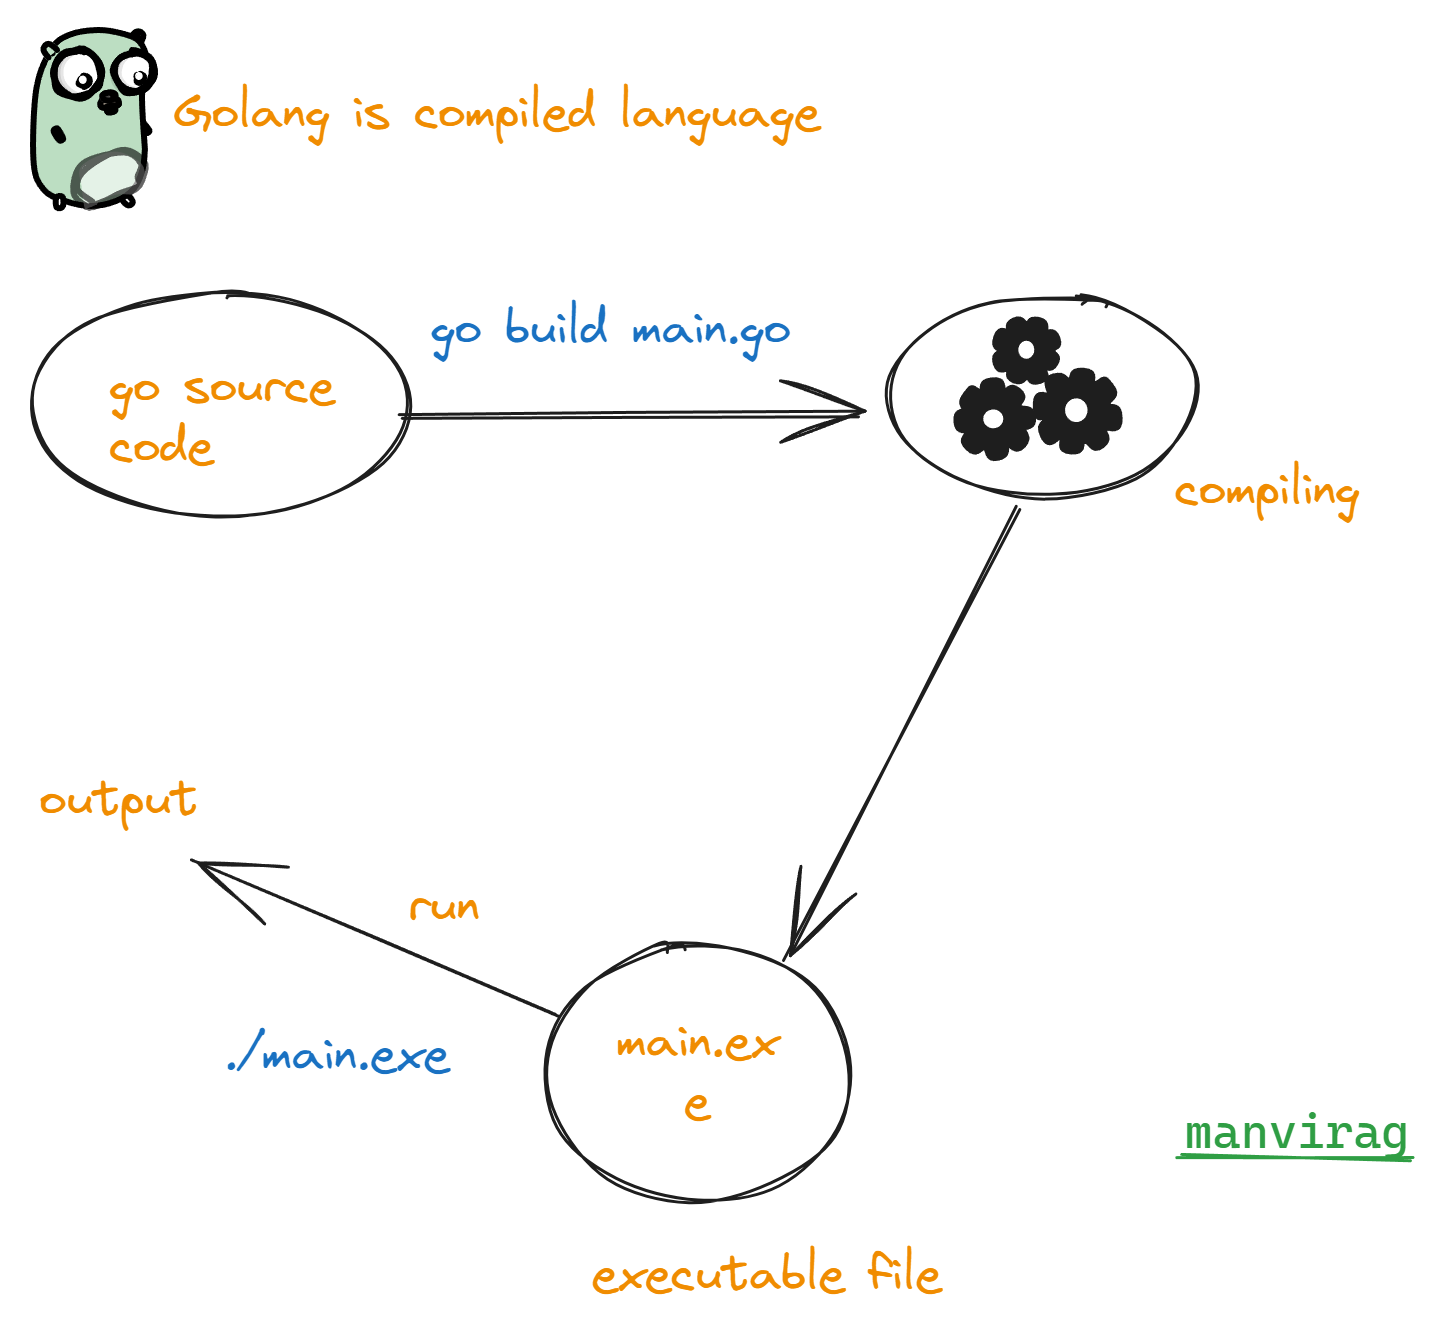 Golang is compiled language
go build main.go
go source
code
compiling
output
run
./main.exe
main.ex
e
manvirag
executable file